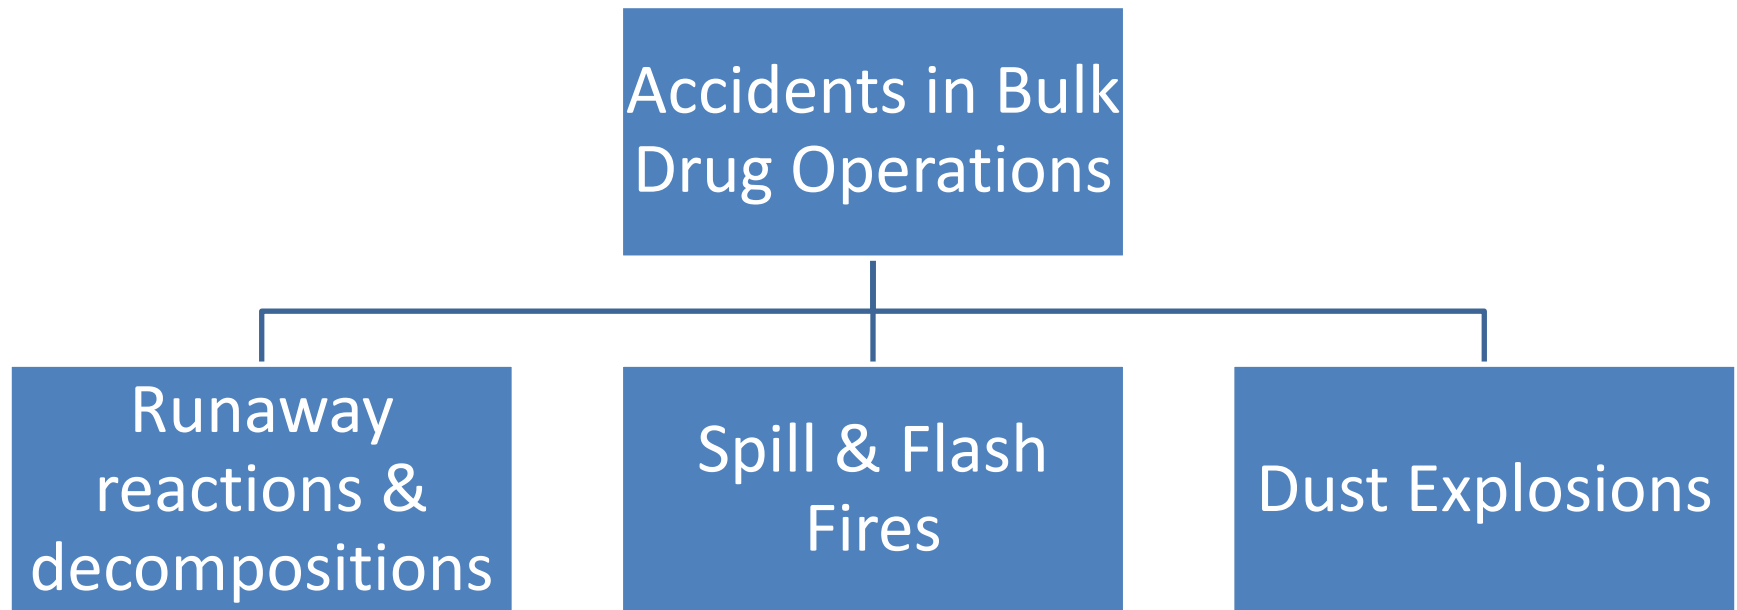 Accidents in Bulk
Drug Operations
Runaway
reactions &
decompositions
Spill & Flash
Fires
Dust Explosions